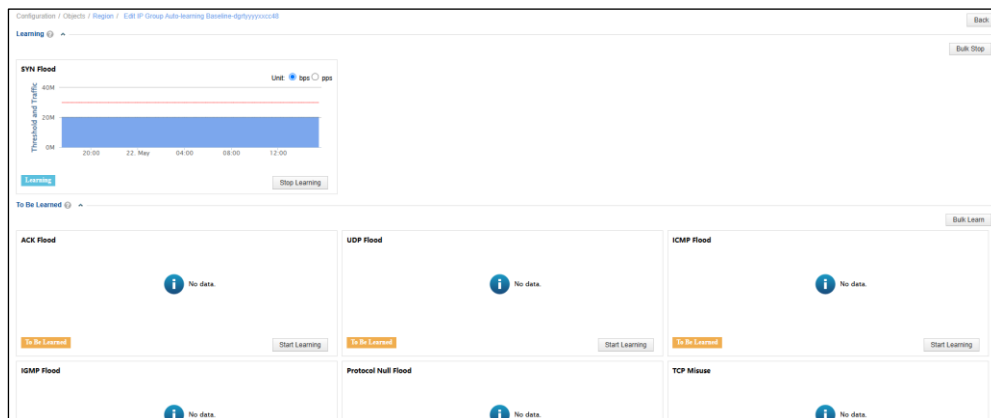 Configuration / Objects / Region / Edit IP Group Auto-learning Baseline-dgrtyyyyxxcc48
Back
Learning
Bulk Stop
SYN Flood
Unit: bps pps
Threshold and Traffic
40M
20M
0M
20:00 22. May 04:00 08:00 12:00
Learning
Stop Learning
To Be Learned
Bulk Learn
ACK Flood
No data.
To Be Learned
Start Learning
UDP Flood
No data.
To Be Learned
Start Learning
ICMP Flood
No data.
To Be Learned
Start Learning
IGMP Flood
No data.
Protocol Null Flood
No data.
TCP Misuse
No data.